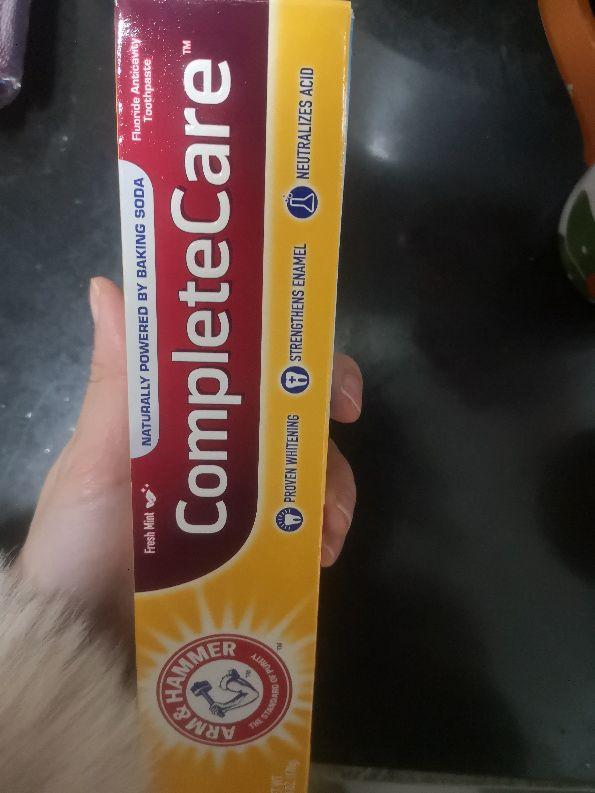 Fluoride Anticavity
Toothpaste
NATURALLY POWERED BY BAKING SODA
CompleteCare™
Fresh Mint
PROVEN WHITENING
STRENGTHENS ENAMEL
NEUTRALIZES ACID
ARM & HAMMER™
THE STANDARD OF PURITY